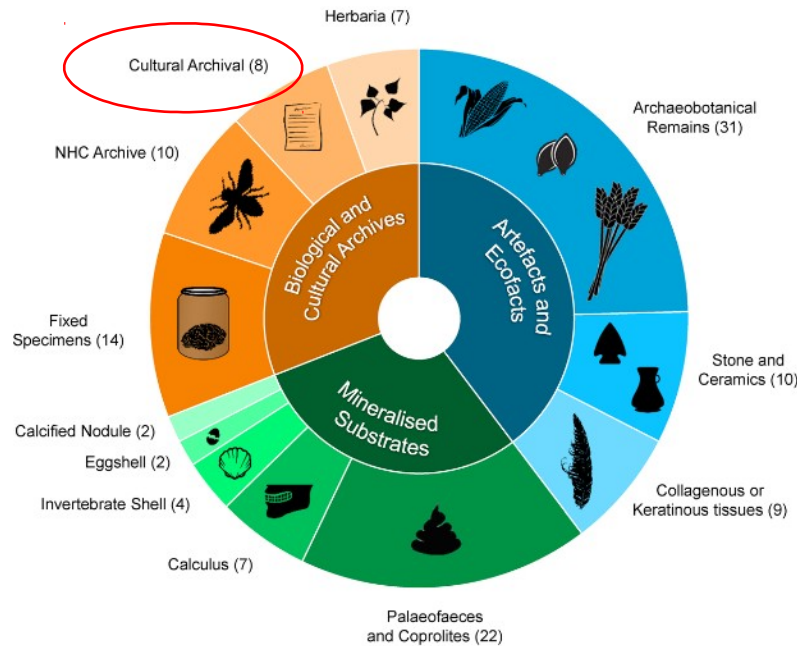 Herbaria (7)
Cultural Archival (8)
NHC Archive (10)
Fixed
Specimens (14)
Calcified Nodule (2)
Eggshell (2)
Invertebrate Shell (4)
Calculus (7)
Palaeofaeces
and Coprolites (22)
Collagenous or
Keratinous tissues (9)
Stone and
Ceramics (10)
Archaeobotanical
Remains (31)
Biological and
Cultural Archives
Artefacts and
Ecofacts
Mineralised
Substrates